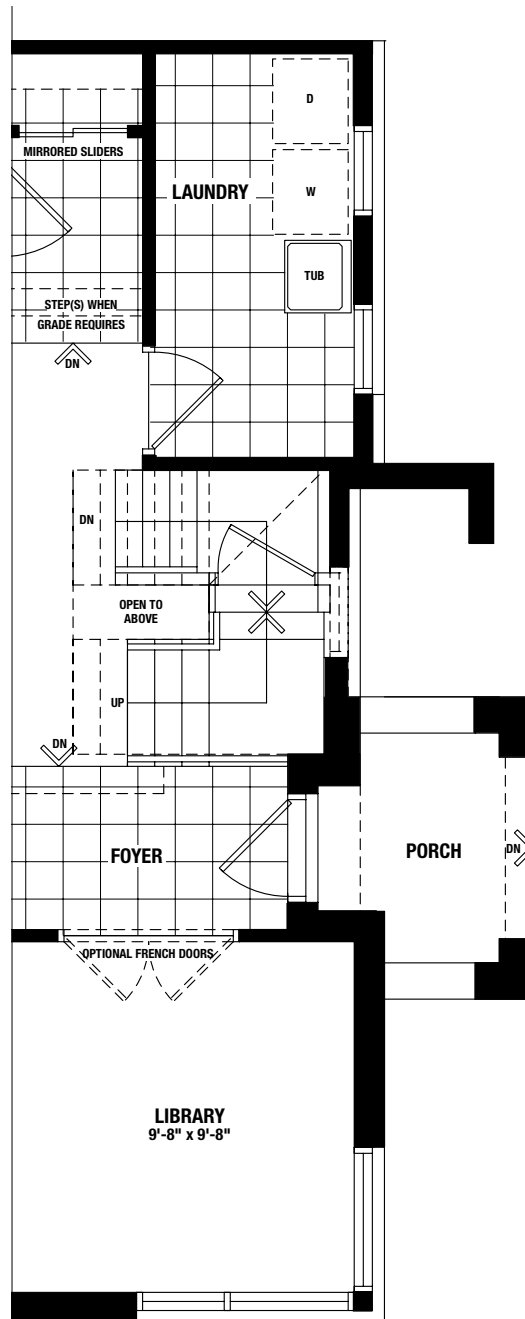 D
MIRRORED SLIDERS
LAUNDRY
W
TUB
STEP(S) WHEN
GRADE REQUIRES
DN
DN
OPEN TO
ABOVE
UP
DN
FOYER
PORCH
DN
OPTIONAL FRENCH DOORS
LIBRARY
9'-8" x 9'-8"